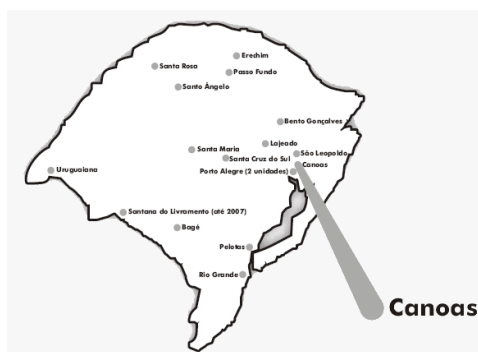 Erechim
Santa Rosa
Passo Fundo
Santo Ângelo
Bento Gonçalves
Lajeado
Santa Maria
São Leopoldo
Santa Cruz do Sul
Canoas
Uruguaiana
Porto Alegre (2 unidades)
Santana do Livramento (até 2007)
Bagé
Pelotas
Rio Grande
Canoas